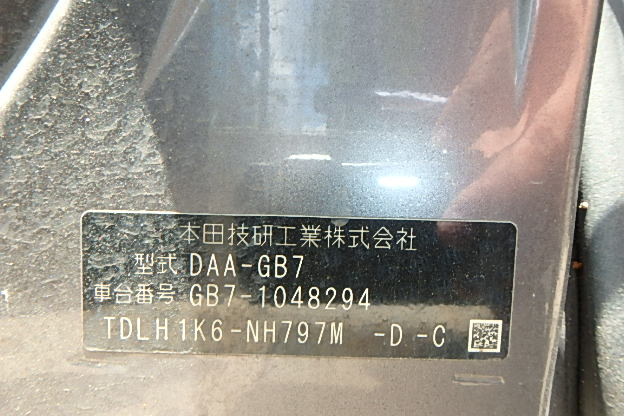 本田技研工業株式会社
型式 DAA-GB7
車台番号 GB7-1048294
TDLH1K6-NH797M -D -C